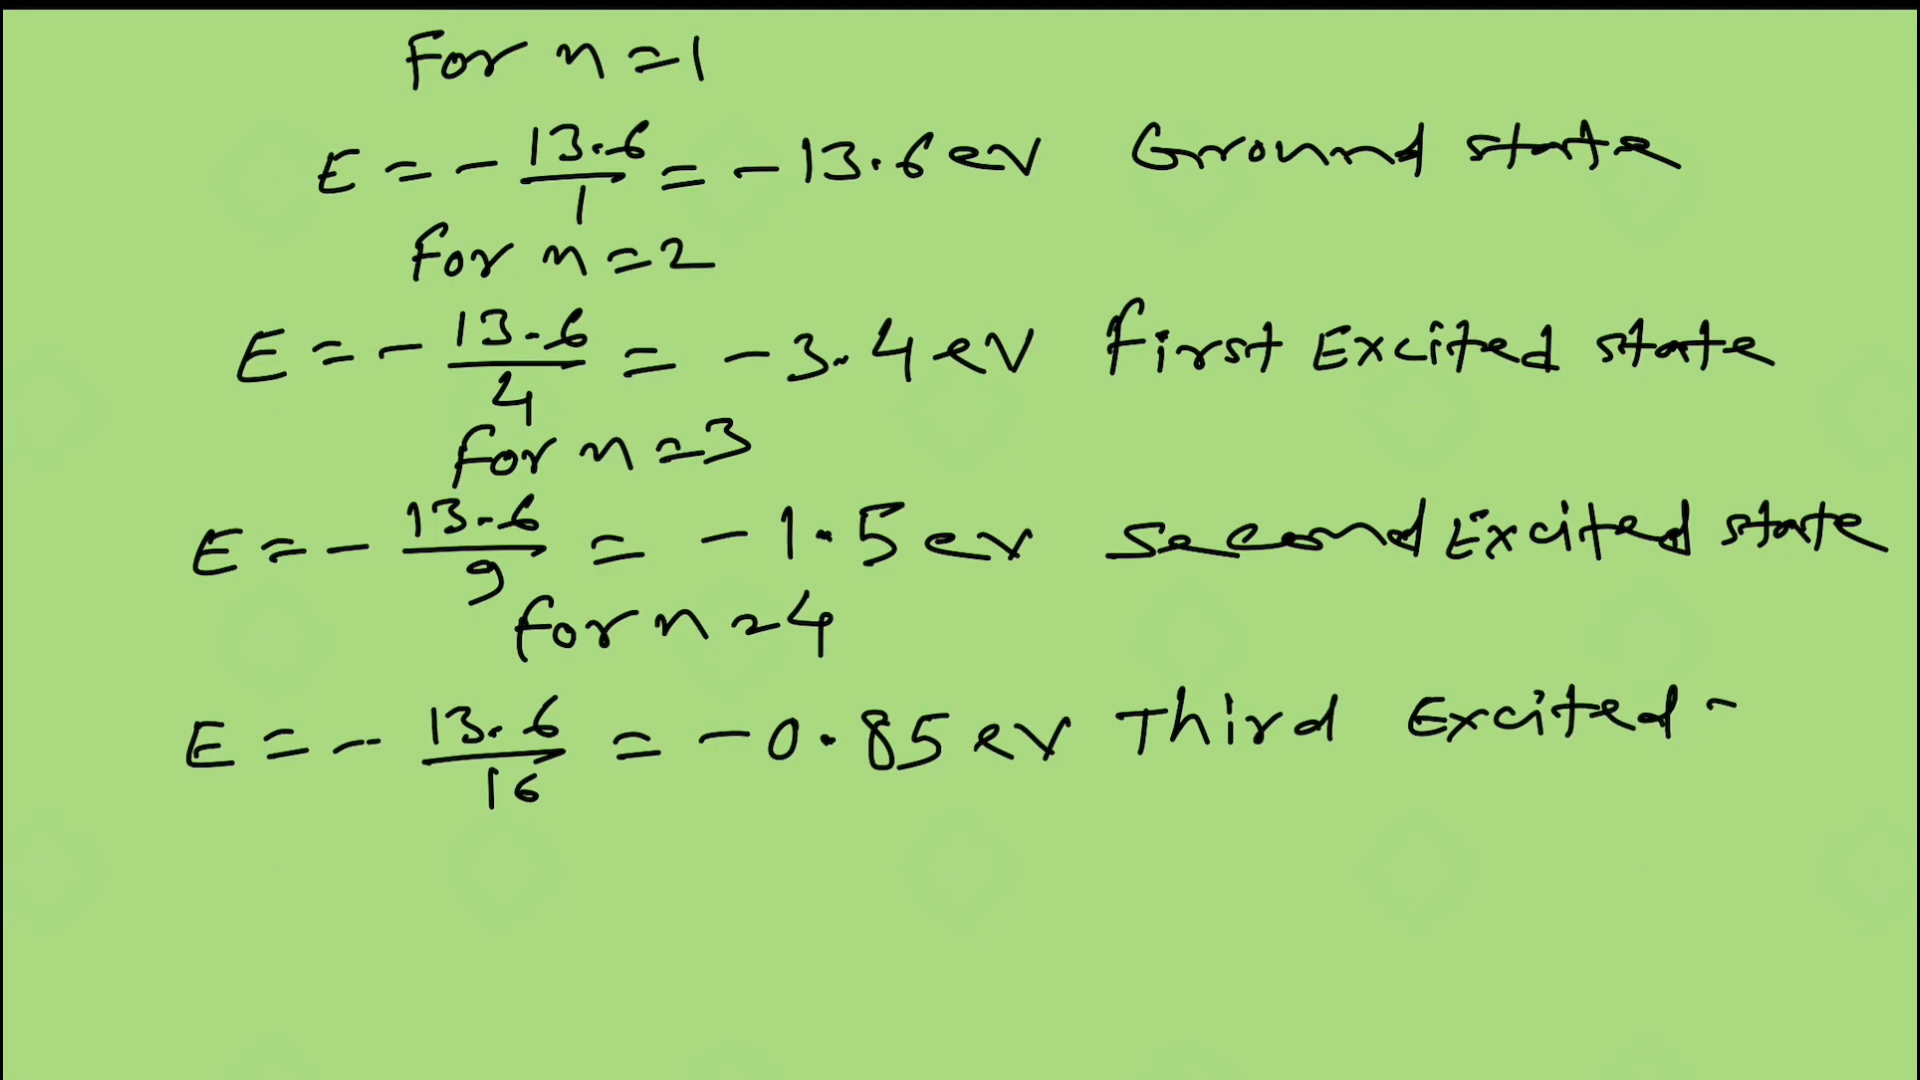 For n=1
E = - 13.6/1 = - 13.6 ev Ground state
For n=2
E = - 13.6/4 = - 3.4 ev First Excited state
for n=3
E = - 13.6/9 = - 1.5 ev second Excited state
for n=4
E = - 13.6/16 = - 0.85 ev Third Excited -